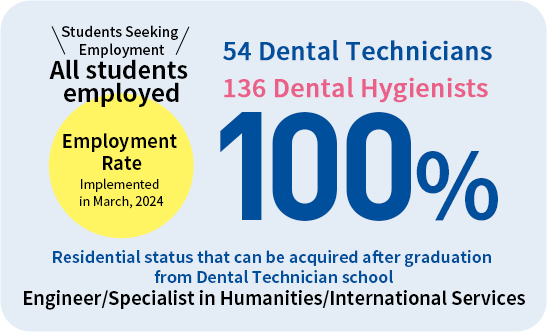 Students Seeking
Employment
All students
employed
54 Dental Technicians
136 Dental Hygienists
Employment
Rate
Implemented
in March, 2024
100%
Residential status that can be acquired after graduation
from Dental Technician school
Engineer/Specialist in Humanities/International Services